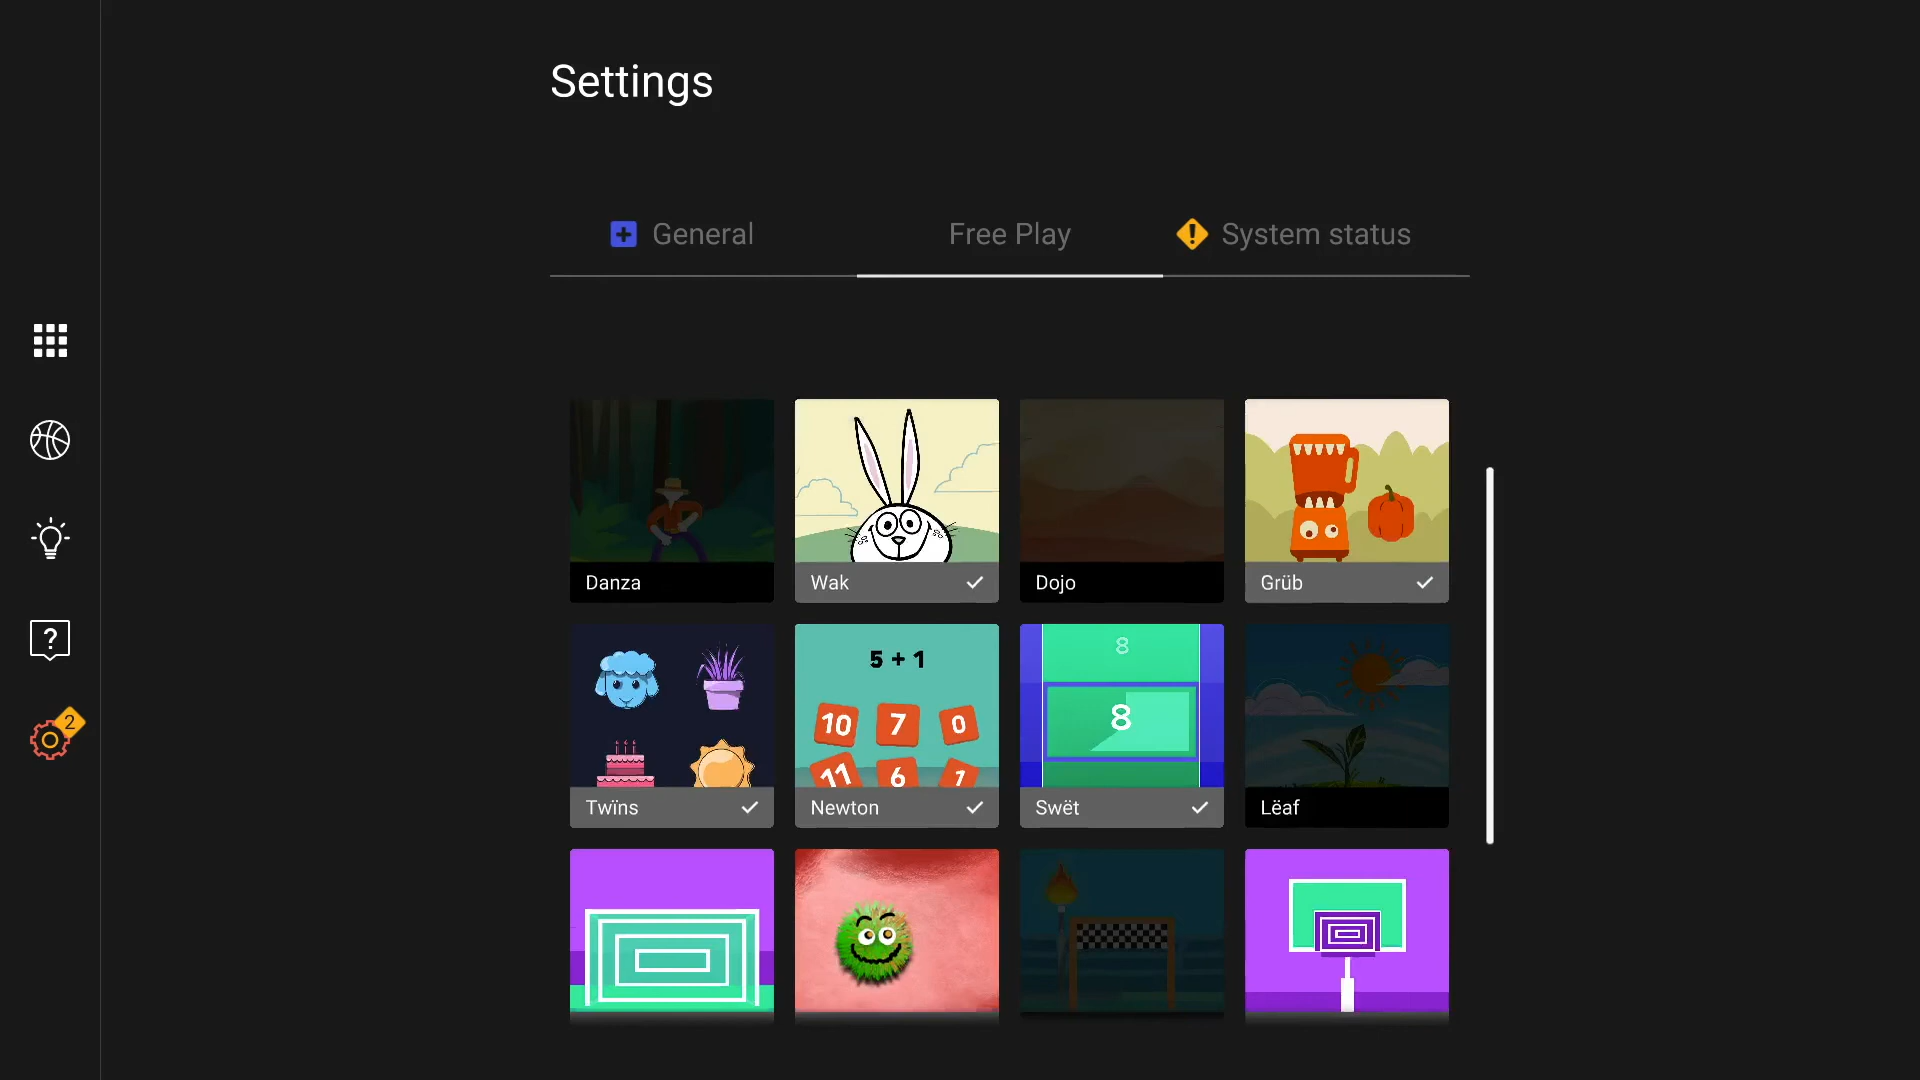 Settings
General
Free Play
System status
2
Danza
Wak
Dojo
Grüb
5 + 1
10 7 0
11 6 1
8
8
Twïns
Newton
Swët
Lëaf